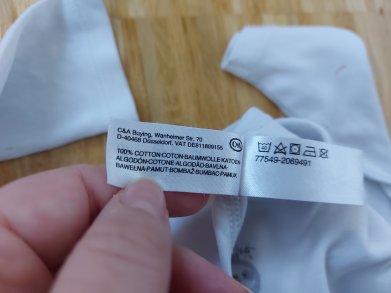 C&A Buying, Wanheimer Str. 70
D-40468 Düsseldorf. VAT DE811809155
100% COTTON-COTON-BAUMWOLLE-KATOEN
ALGODÓN-COTONE-ALGODÃO-BAVLNA-
BAWEŁNA-PAMUT-BOMBAŽ-BUMBAC-PAMUK
77549-2069491